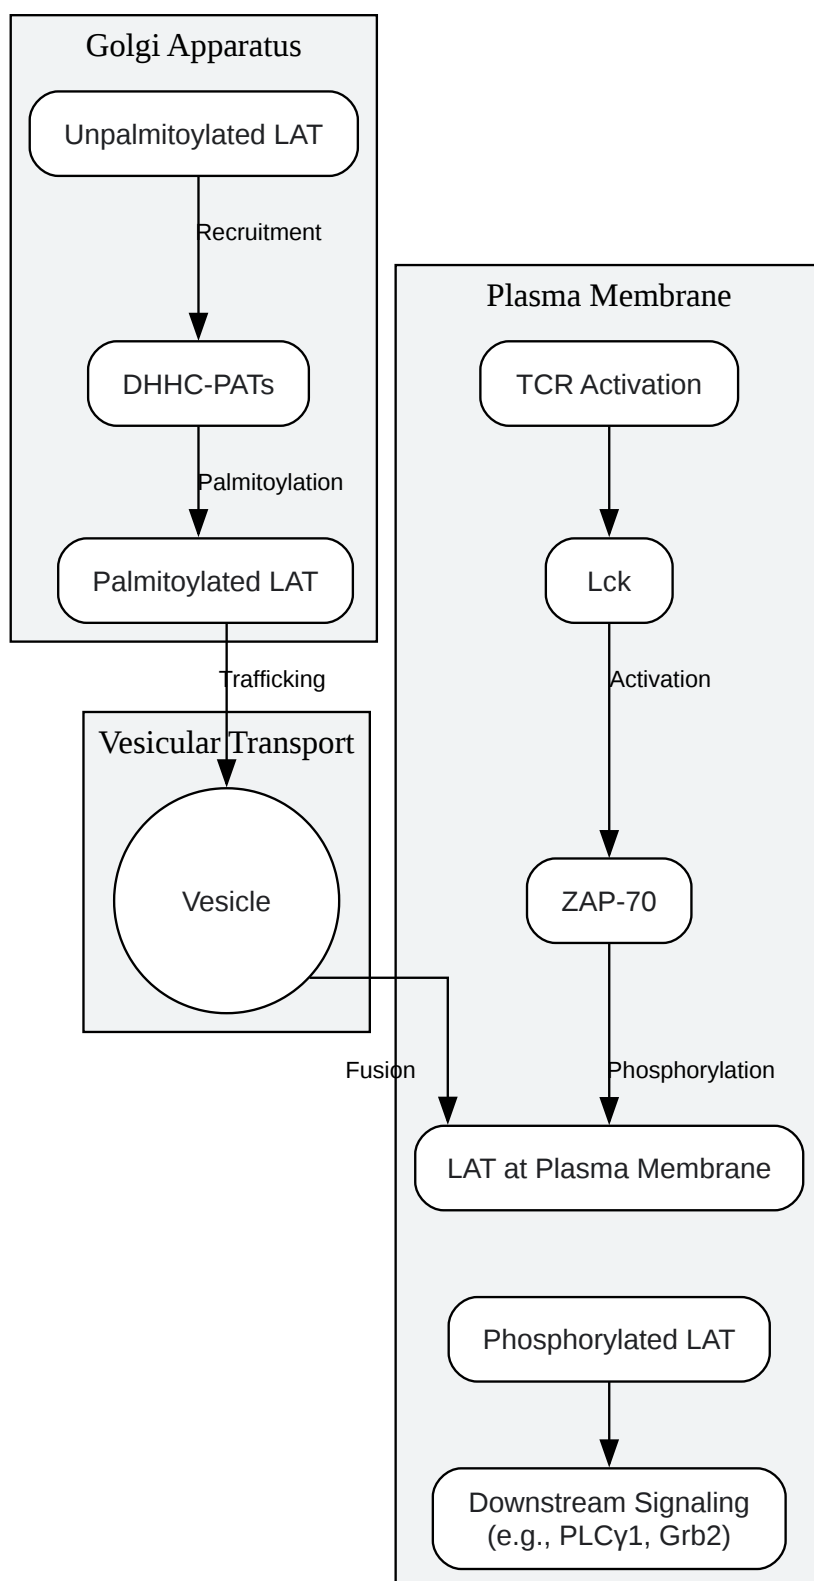 Golgi Apparatus
Unpalmitoylated LAT
Recruitment
DHHC-PATs
Palmitoylation
Palmitoylated LAT
Trafficking
Vesicular Transport
Vesicle
Fusion
Plasma Membrane
TCR Activation
Lck
Activation
ZAP-70
Phosphorylation
LAT at Plasma Membrane
Phosphorylated LAT
Downstream Signaling
(e.g., PLCγ1, Grb2)